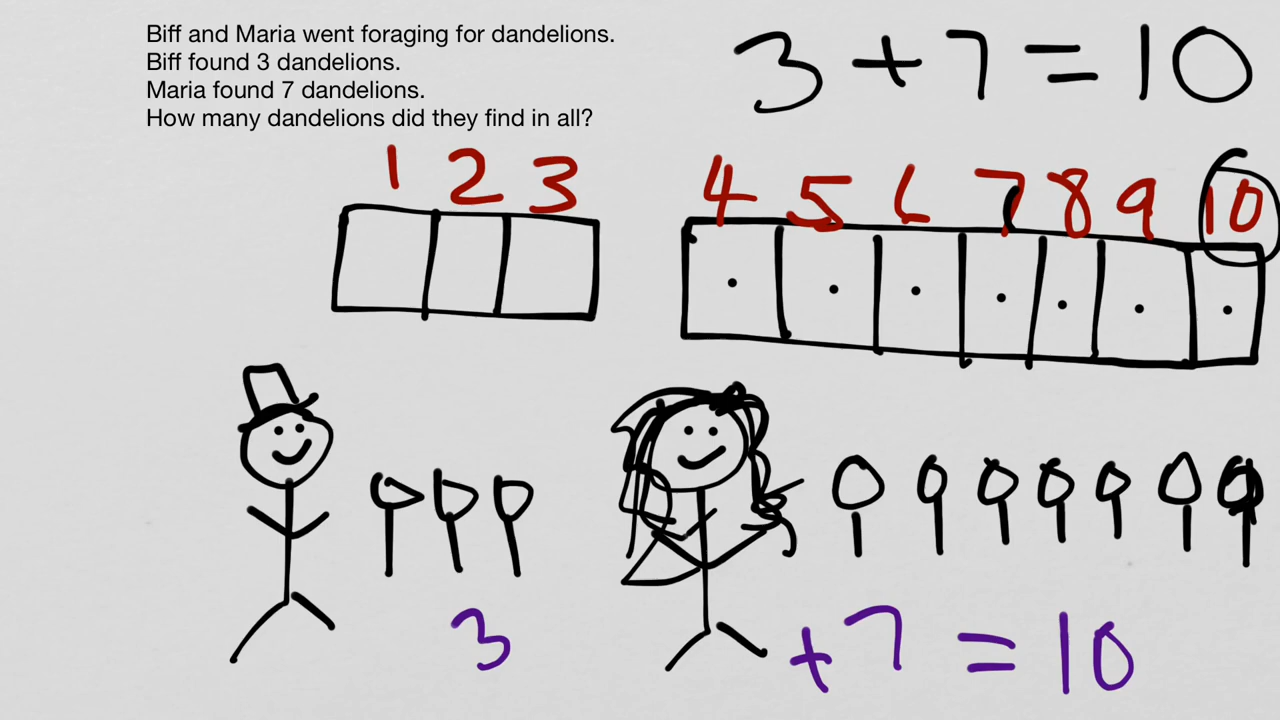 Biff and Maria went foraging for dandelions.
Biff found 3 dandelions.
Maria found 7 dandelions.
How many dandelions did they find in all?
3 + 7 = 10
1 2 3 4 5 6 7 8 9 10
3 + 7 = 10